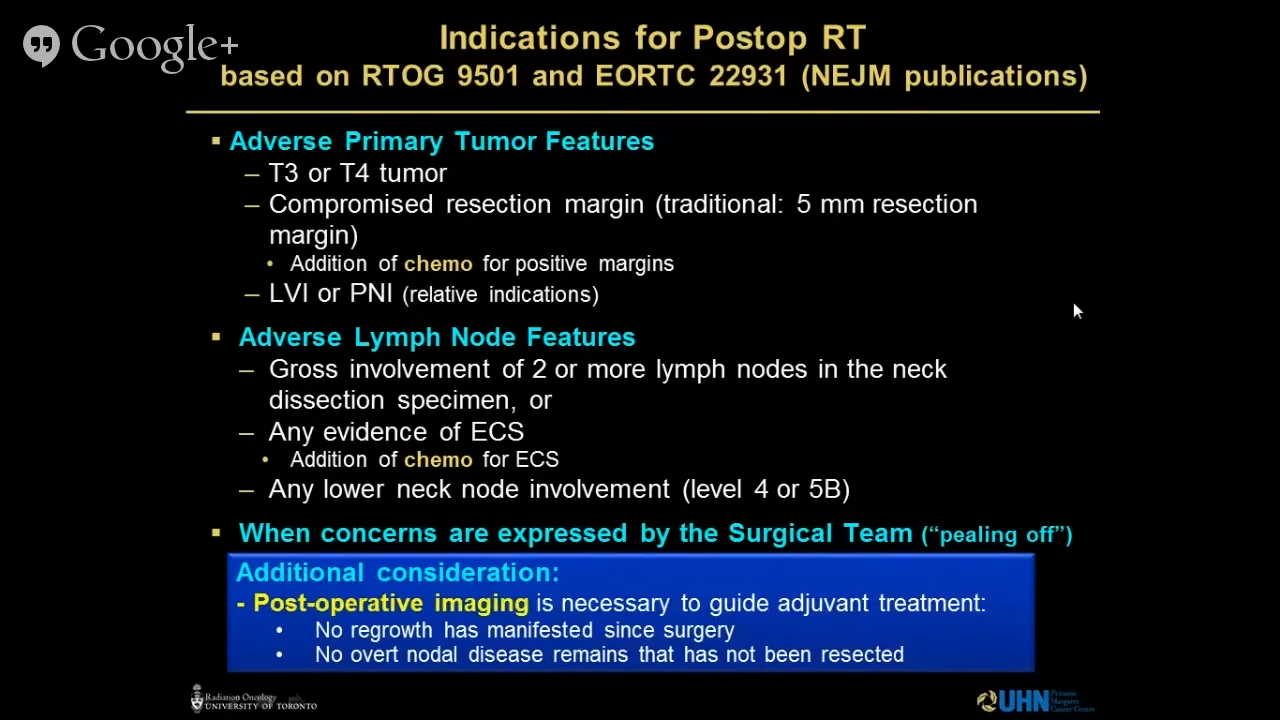 Google+
Indications for Postop RT
based on RTOG 9501 and EORTC 22931 (NEJM publications)
▪ Adverse Primary Tumor Features
– T3 or T4 tumor
– Compromised resection margin (traditional: 5 mm resection
margin)
• Addition of chemo for positive margins
– LVI or PNI (relative indications)
▪ Adverse Lymph Node Features
– Gross involvement of 2 or more lymph nodes in the neck
dissection specimen, or
– Any evidence of ECS
• Addition of chemo for ECS
– Any lower neck node involvement (level 4 or 5B)
▪ When concerns are expressed by the Surgical Team (“pealing off”)
Additional consideration:
- Post-operative imaging is necessary to guide adjuvant treatment:
• No regrowth has manifested since surgery
• No overt nodal disease remains that has not been resected
Radiation Oncology
UNIVERSITY OF TORONTO
UHN
Princess
Margaret
Cancer Centre